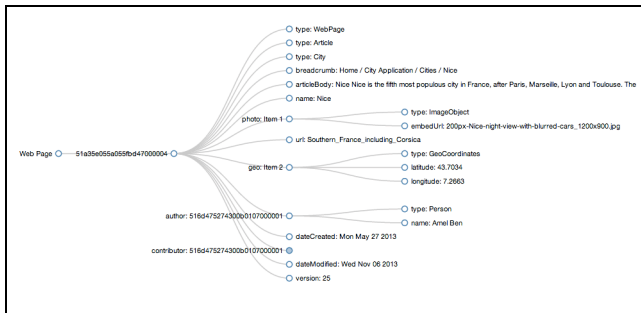 type: WebPage
type: Article
type: City
breadcrumb: Home / City Application / Cities / Nice
articleBody: Nice Nice is the fifth most populous city in France, after Paris, Marseille, Lyon and Toulouse. The
name: Nice
photo: Item 1
type: ImageObject
embedUrl: 200px-Nice-night-view-with-blurred-cars_1200x900.jpg
url: Southern_France_including_Corsica
Web Page
51a35e055a055fbd47000004
geo: Item 2
type: GeoCoordinates
latitude: 43.7034
longitude: 7.2663
author: 516d475274300b0107000001
type: Person
name: Amel Ben
dateCreated: Mon May 27 2013
contributor: 516d475274300b0107000001
dateModified: Wed Nov 06 2013
version: 25